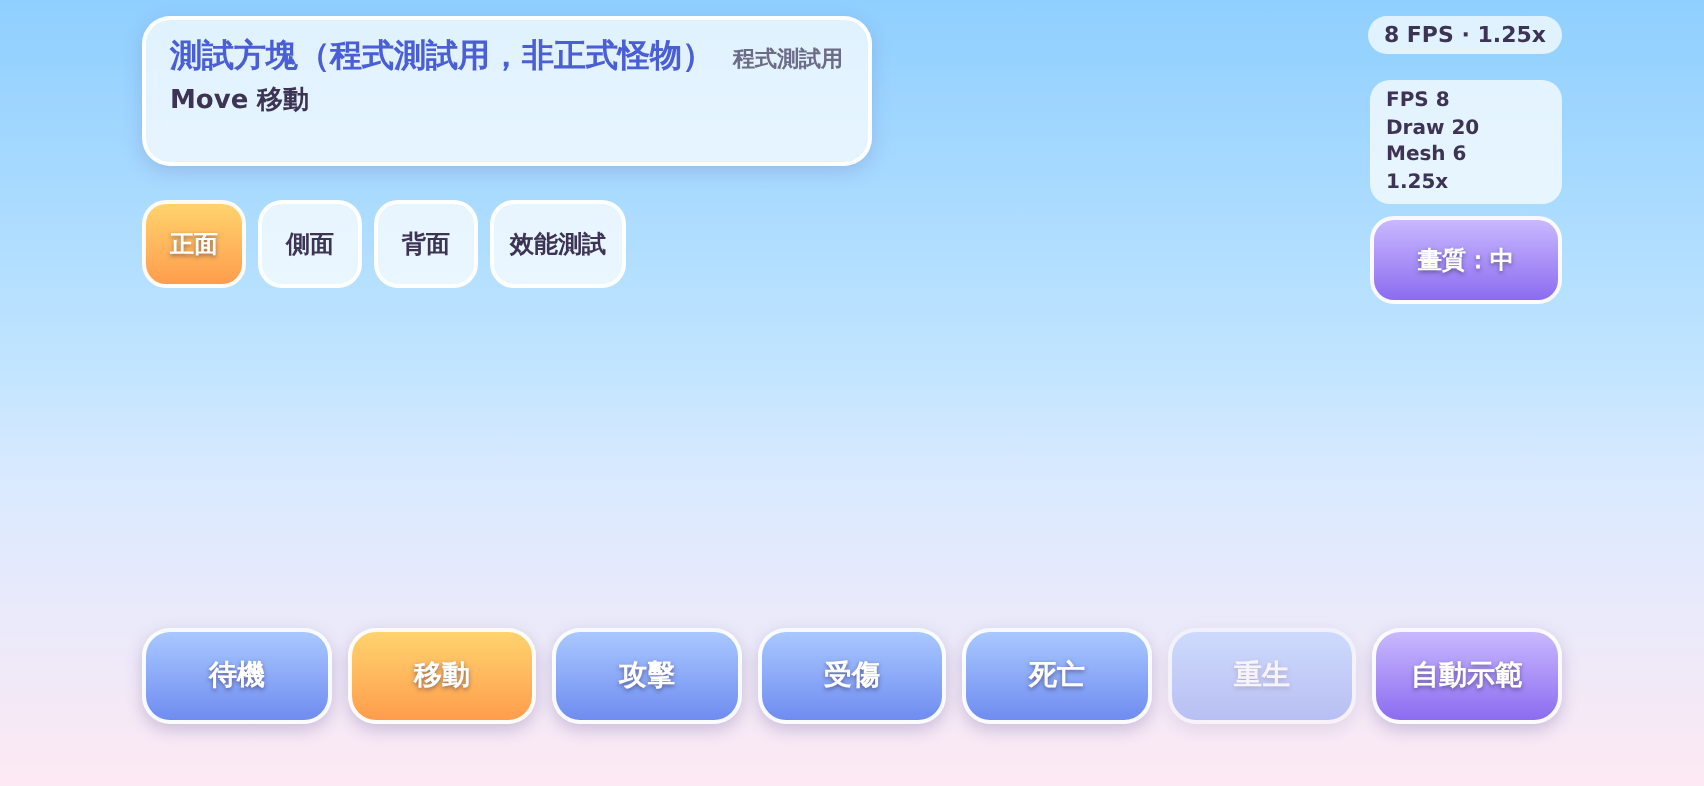 測試方塊（程式測試用，非正式怪物） 程式測試用
Move 移動
8 FPS · 1.25x
FPS 8
Draw 20
Mesh 6
1.25x
正面
側面
背面
效能測試
畫質：中
待機
移動
攻擊
受傷
死亡
重生
自動示範